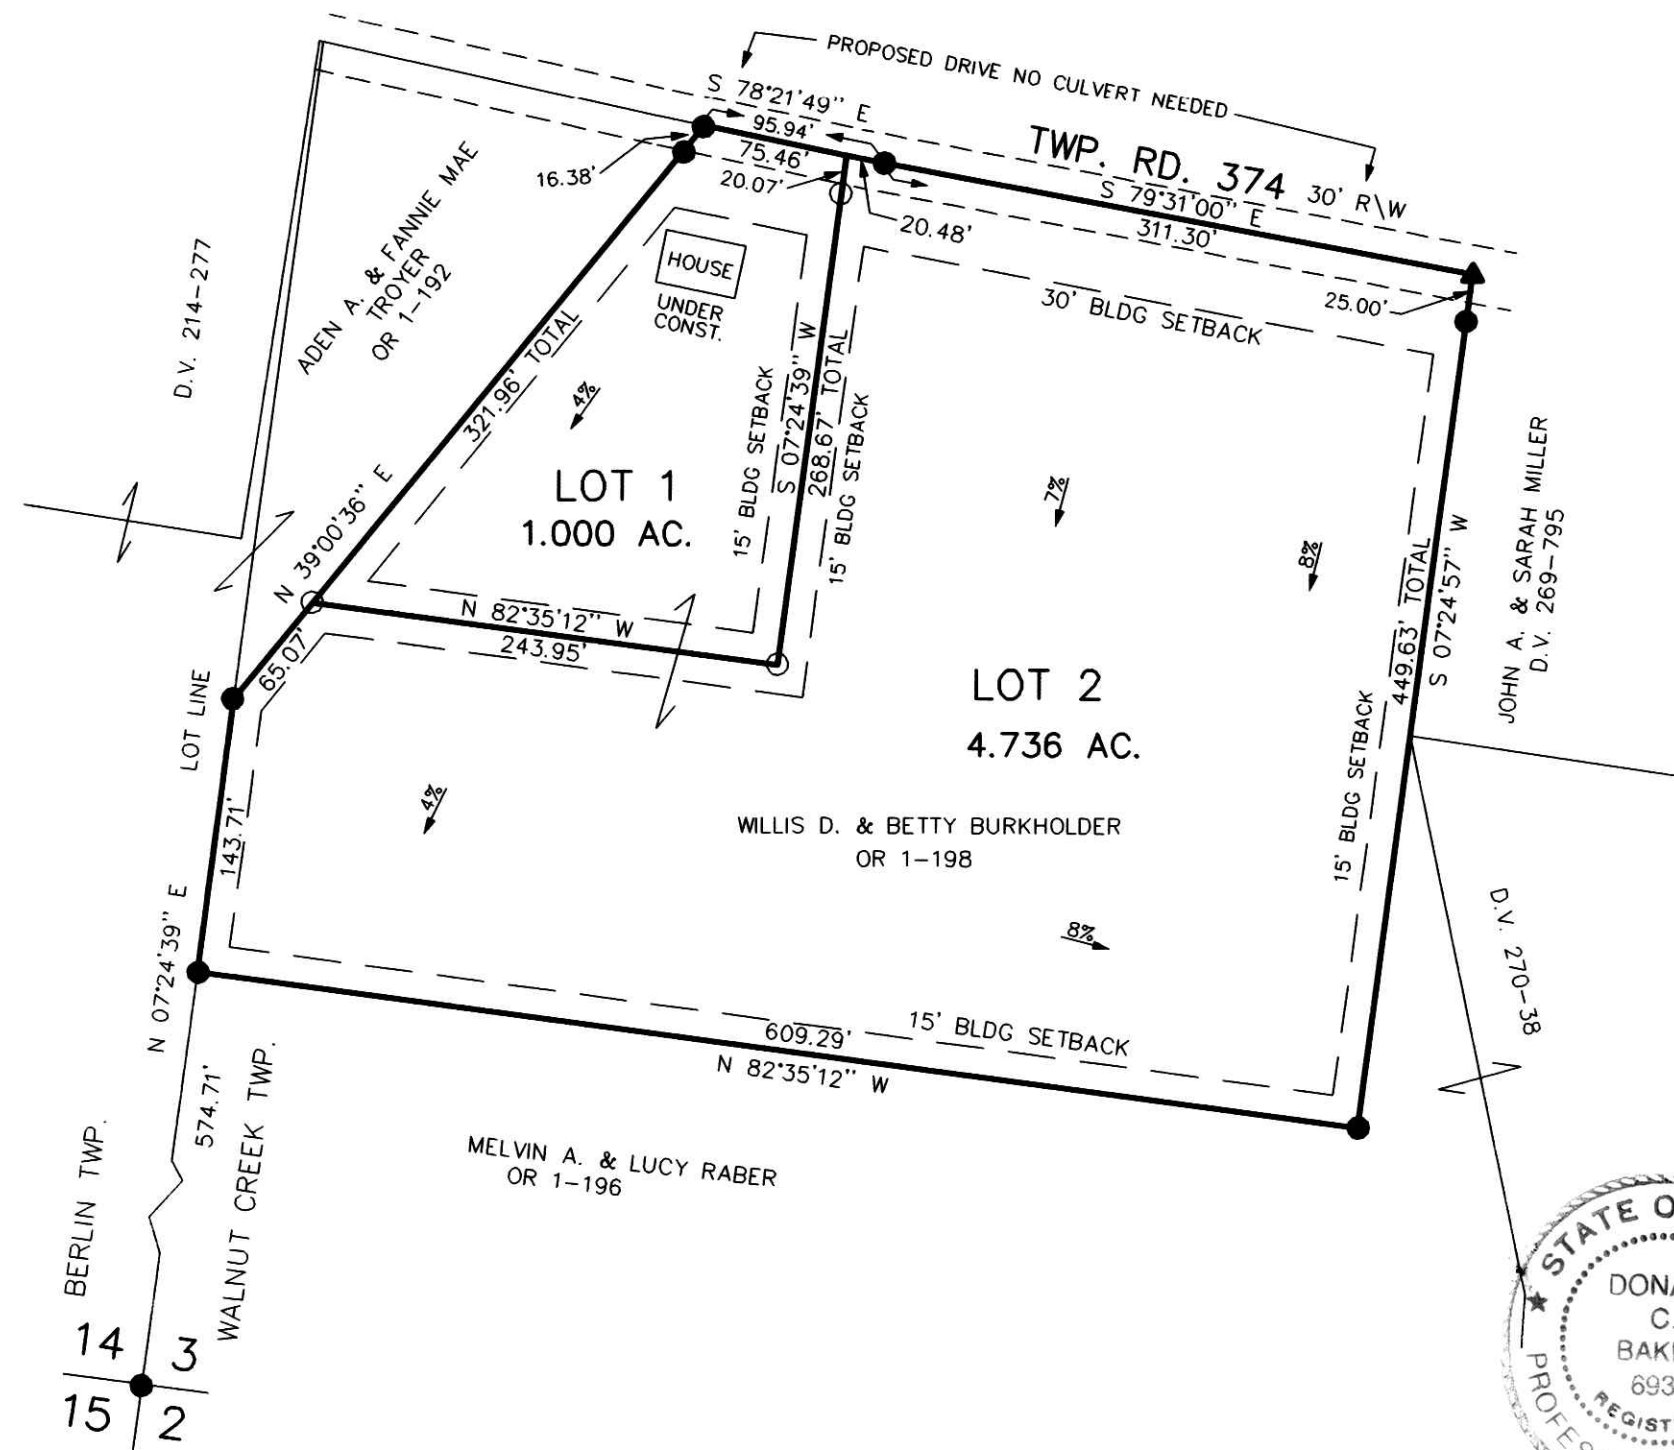 PROPOSED DRIVE NO CULVERT NEEDED
S 78°21'49" E
95.94'
75.46'
16.38'
20.07'
20.48'
TWP. RD. 374
30' R\W
S 79°31'00" E
311.30'
25.00'
30' BLDG SETBACK
D.V. 214-277
ADEN A. & FANNIE MAE
TROYER
OR 1-192
HOUSE
UNDER
CONST.
321.96' TOTAL
N 39°00'36" E
4%
LOT 1
1.000 AC.
15' BLDG SETBACK
S 07°24'39" W
268.67' TOTAL
15' BLDG SETBACK
7%
8%
449.63' TOTAL
S 07°24'57" W
JOHN A. & SARAH MILLER
D.V. 269-795
N 82°35'12" W
243.95'
65.07'
LOT LINE
LOT 2
4.736 AC.
15' BLDG SETBACK
143.71'
4%
WILLIS D. & BETTY BURKHOLDER
OR 1-198
N 07°24'39" E
8%
D.V. 270-38
15' BLDG SETBACK
609.29'
N 82°35'12" W
574.71'
BERLIN TWP.
WALNUT CREEK TWP.
MELVIN A. & LUCY RABER
OR 1-196
14 3
15 2
STATE O
DONA
C.
BAK
693
REGIST
PROFES